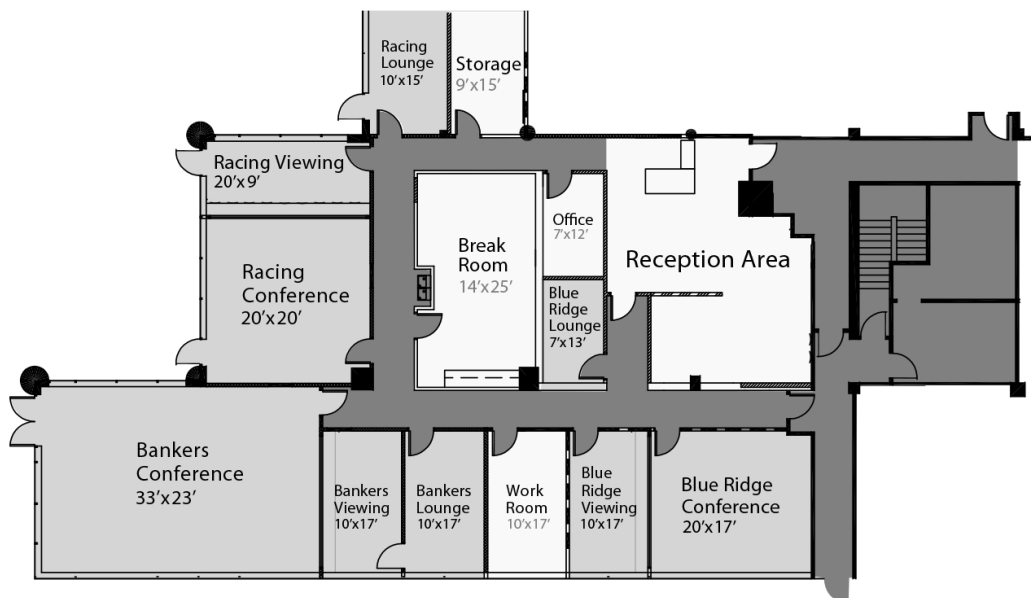 Racing
Lounge
10'x15'
Storage
9'x15'
Racing Viewing
20'x9'
Office
7'x12'
Break
Room
14'x25'
Reception Area
Racing
Conference
20'x20'
Blue
Ridge
Lounge
7'x13'
Bankers
Conference
33'x23'
Bankers
Viewing
10'x17'
Bankers
Lounge
10'x17'
Work
Room
10'x17'
Blue
Ridge
Viewing
10'x17'
Blue Ridge
Conference
20'x17'